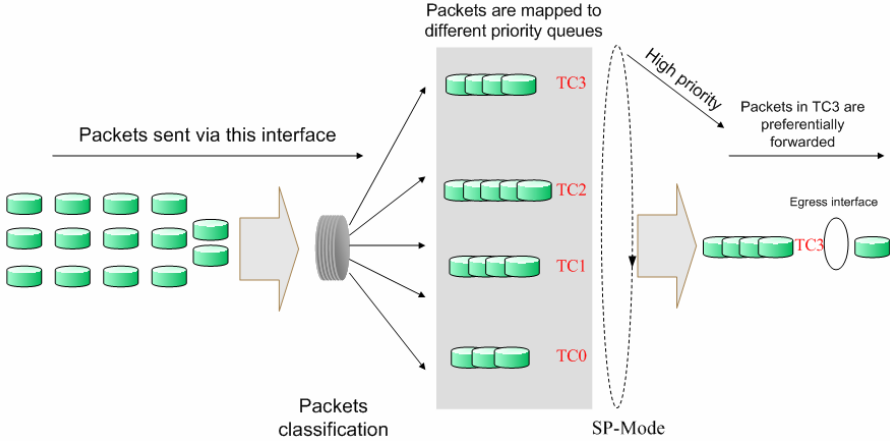 Packets are mapped to
different priority queues
High priority
Packets sent via this interface
TC3
Packets in TC3 are
preferentially
forwarded
TC2
Egress interface
TC3
TC1
TC0
Packets
classification
SP-Mode